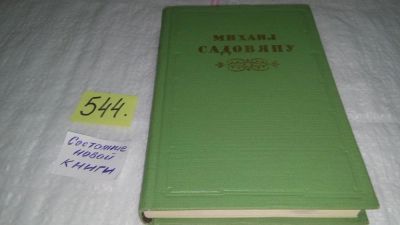 МИХАИЛ
САДОВЯНУ
544.
Состояние
новой
книги